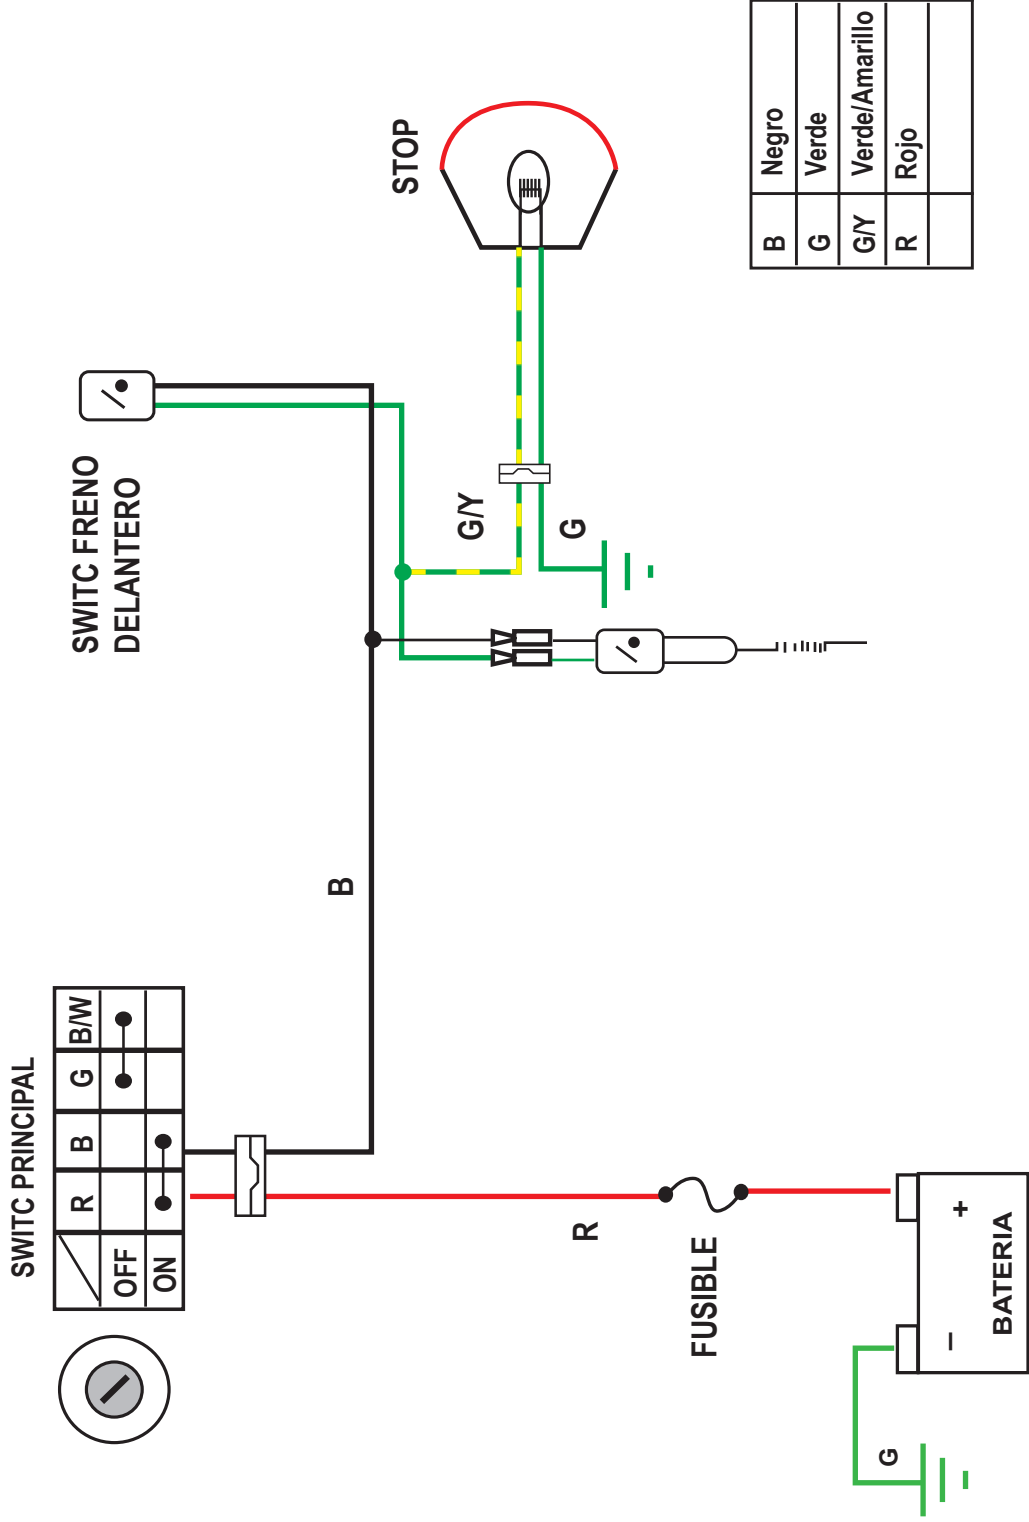 SWITC PRINCIPAL
R B G B/W
OFF
ON
B
R
FUSIBLE
+
–
BATERIA
G
SWITC FRENO
DELANTERO
STOP
G/Y
G
B Negro
G Verde
G/Y Verde/Amarillo
R Rojo